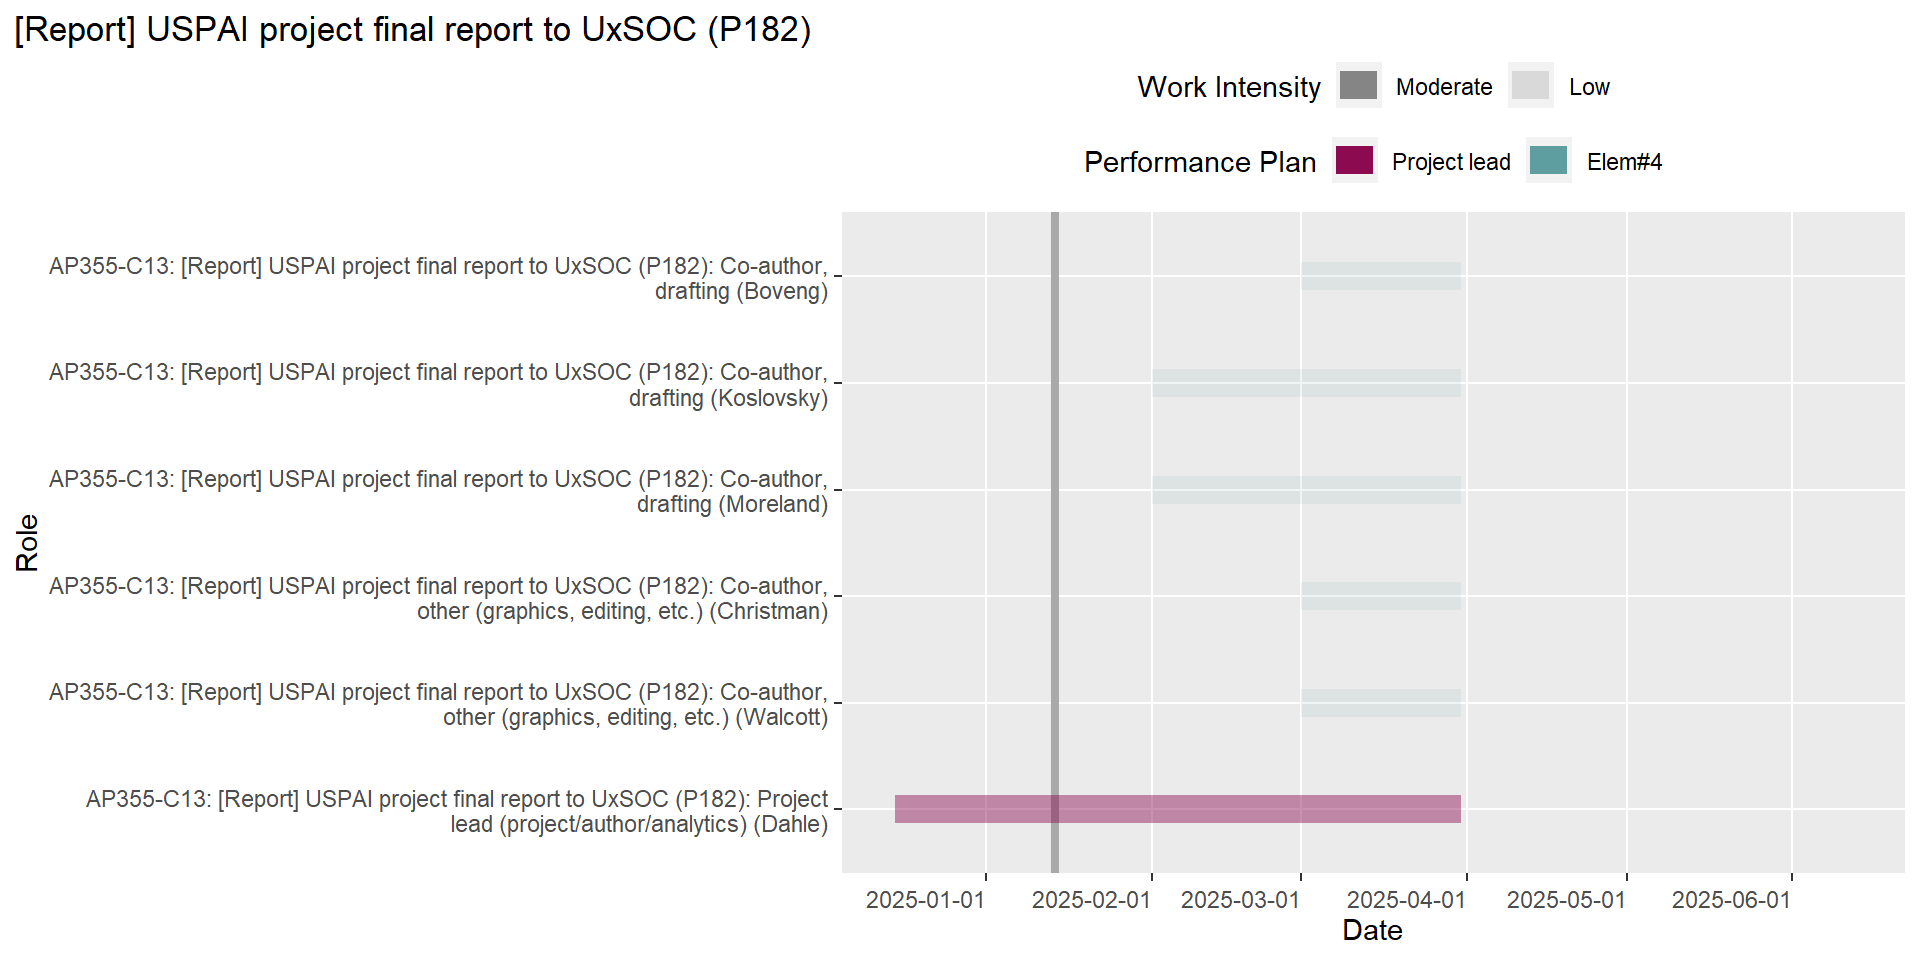 [Report] USPAI project final report to UxSOC (P182)
Work Intensity Moderate Low
Performance Plan Project lead Elem#4
Role
AP355-C13: [Report] USPAI project final report to UxSOC (P182): Co-author,
drafting (Boveng)
AP355-C13: [Report] USPAI project final report to UxSOC (P182): Co-author,
drafting (Koslovsky)
AP355-C13: [Report] USPAI project final report to UxSOC (P182): Co-author,
drafting (Moreland)
AP355-C13: [Report] USPAI project final report to UxSOC (P182): Co-author,
other (graphics, editing, etc.) (Christman)
AP355-C13: [Report] USPAI project final report to UxSOC (P182): Co-author,
other (graphics, editing, etc.) (Walcott)
AP355-C13: [Report] USPAI project final report to UxSOC (P182): Project
lead (project/author/analytics) (Dahle)
2025-01-01 2025-02-01 2025-03-01 2025-04-01 2025-05-01 2025-06-01
Date